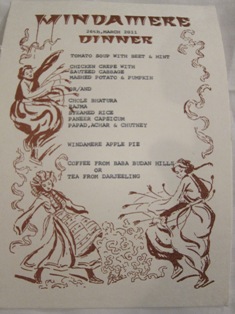 WINDAMERE
DINNER
26th, MARCH 2011
TOMATO SOUP WITH BEET & MINT
CHICKEN CREPE WITH
SAUTEED CABBAGE
MASHED POTATO & PUMPKIN
OR/AND
CHOLE BHATURA
RAJMA
STEAMED RICE
PANEER CAPSICUM
PAPAD, ACHAR & CHUTNEY
WINDAMERE APPLE PIE
COFFEE FROM BABA BUDAN HILLS
OR
TEA FROM DARJEELING